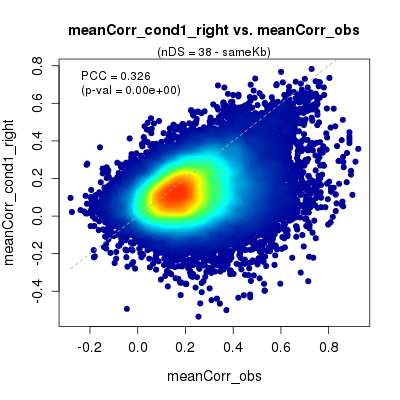 meanCorr_cond1_right vs. meanCorr_obs
(nDS = 38 - sameKb)
PCC = 0.326
(p-val = 0.00e+00)
0.8
0.6
0.4
0.2
0.0
-0.2
-0.4
meanCorr_cond1_right
-0.2 0.0 0.2 0.4 0.6 0.8
meanCorr_obs